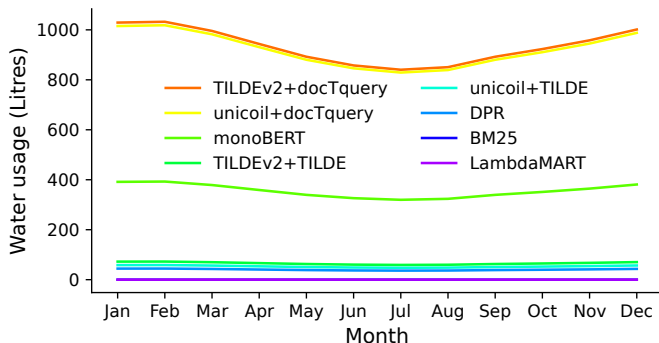 Water usage (Litres)
1000
800
600
400
200
0
TILDEv2+docTquery
unicoil+docTquery
monoBERT
TILDEv2+TILDE
unicoil+TILDE
DPR
BM25
LambdaMART
Jan Feb Mar Apr May Jun Jul Aug Sep Oct Nov Dec
Month